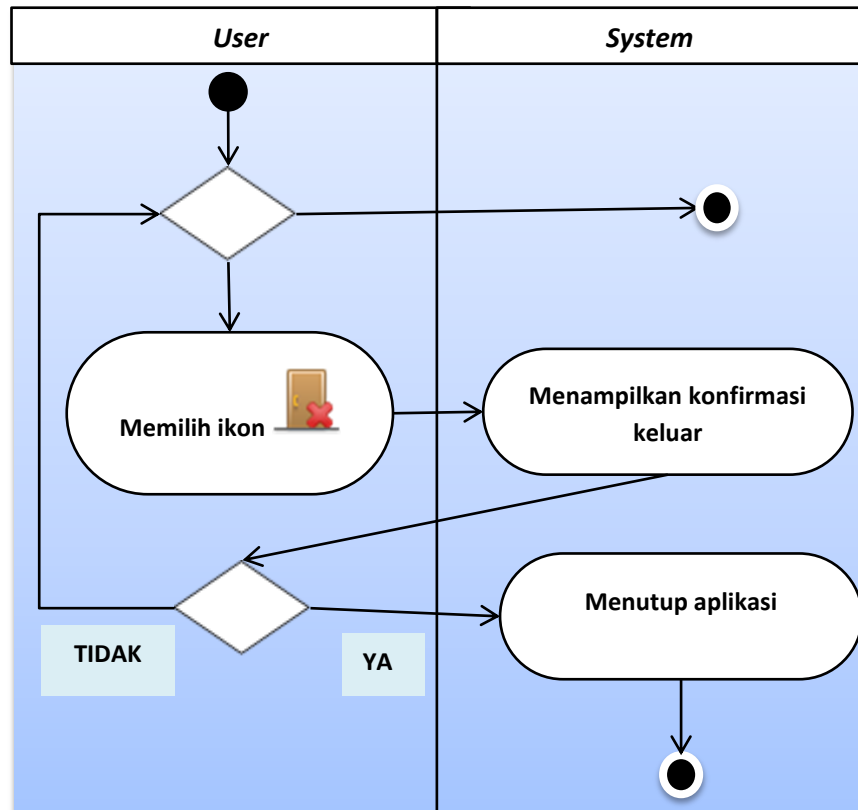 User
System
Memilih ikon
Menampilkan konfirmasi
keluar
Menutup aplikasi
TIDAK
YA